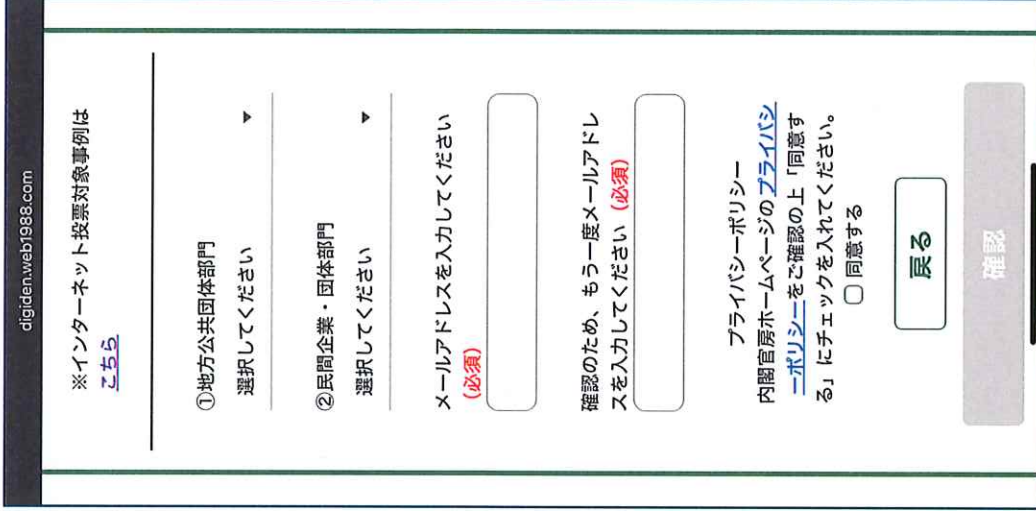 digiden.web1988.com
※インターネット投票対象事例は
こちら
①地方公共団体部門
選択してください
②民間企業・団体部門
選択してください
メールアドレスを入力してください
(必須)
確認のため、もう一度メールアドレ
スを入力してください(必須)
プライバシーポリシー
内閣官房ホームページのプライバシ
ーポリシーをご確認の上「同意す
る」にチェックを入れてください。
同意する
戻る
確認